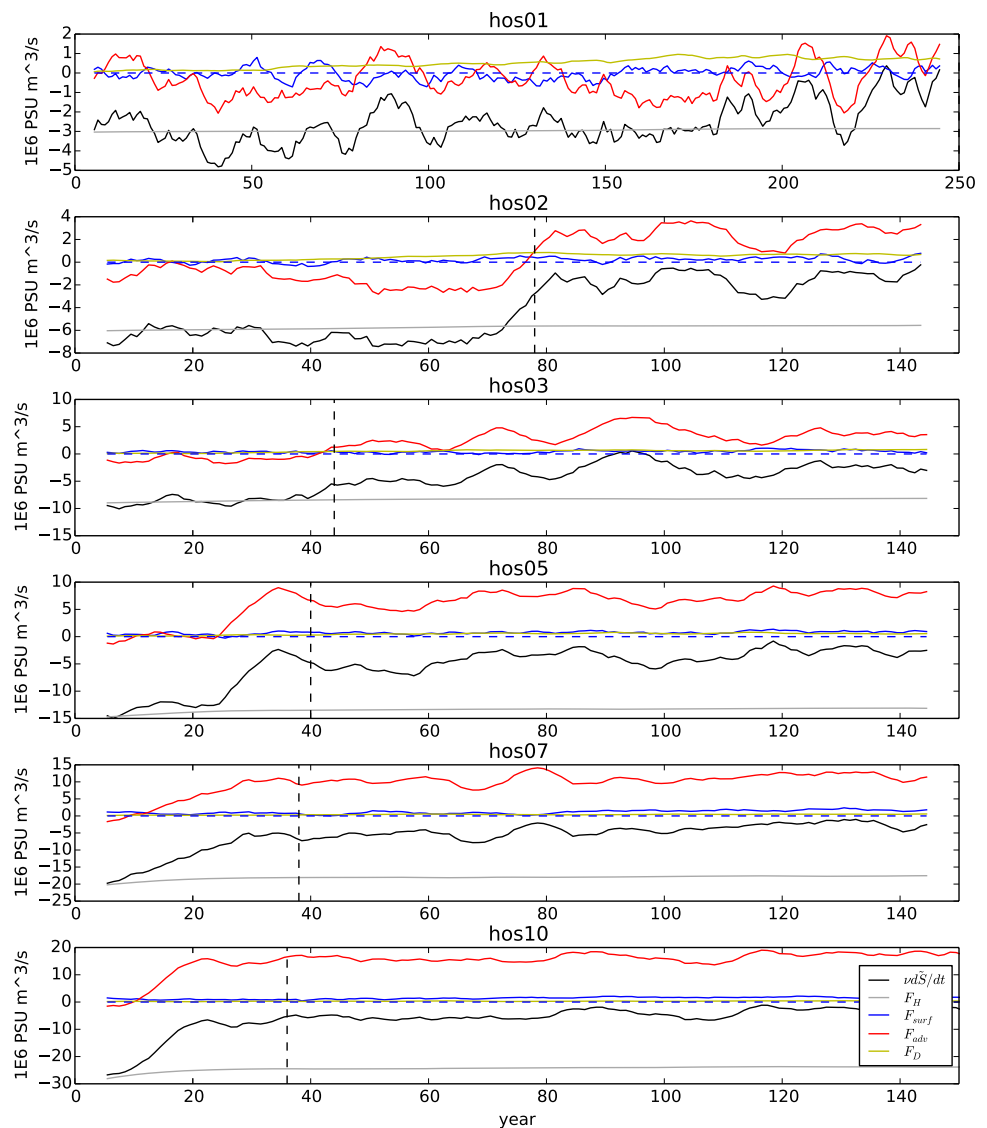 hos01
1E6 PSU m^3/s
2
1
0
−1
−2
−3
−4
−5
0 50 100 150 200 250
hos02
1E6 PSU m^3/s
4
2
0
−2
−4
−6
−8
0 20 40 60 80 100 120 140
hos03
1E6 PSU m^3/s
10
5
0
−5
−10
−15
0 20 40 60 80 100 120 140
hos05
1E6 PSU m^3/s
10
5
0
−5
−10
−15
0 20 40 60 80 100 120 140
hos07
1E6 PSU m^3/s
15
10
5
0
−5
−10
−15
−20
−25
0 20 40 60 80 100 120 140
hos10
1E6 PSU m^3/s
20
10
0
−10
−20
−30
0 20 40 60 80 100 120 140
year
νdS̃/dt
F_H
F_surf
F_adv
F_D